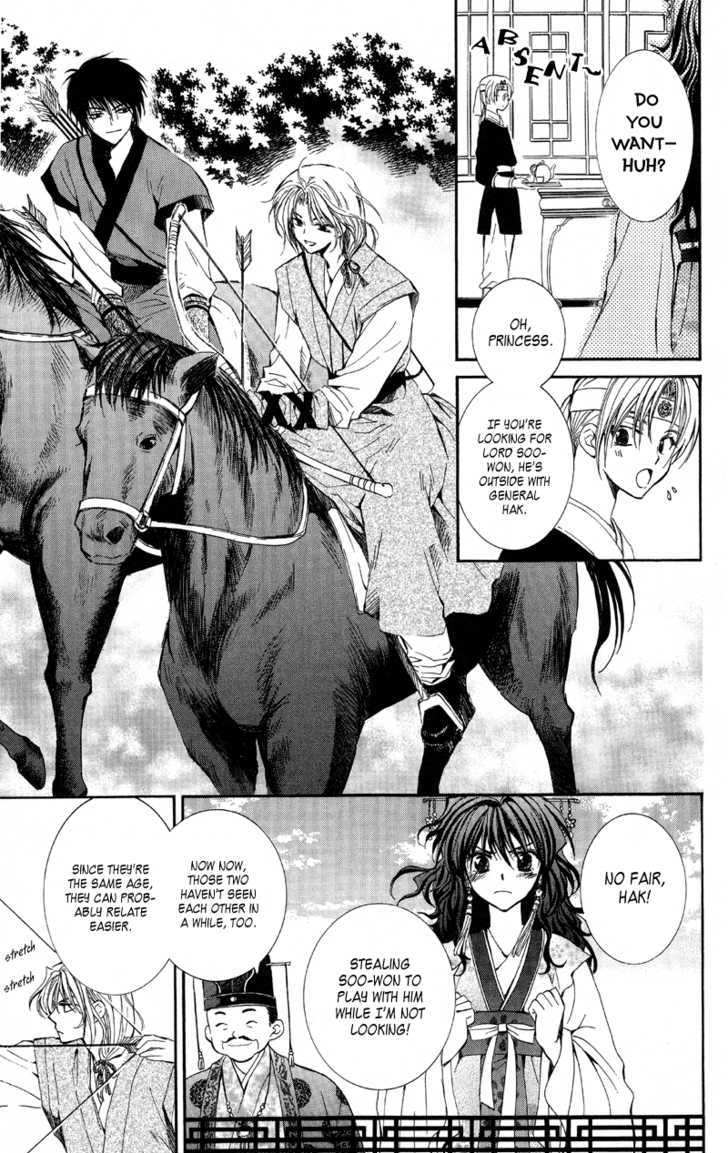 DO
YOU
WANT—
HUH?
ABSENT~
OH,
PRINCESS.
IF YOU'RE
LOOKING FOR
LORD SOO-
WON, HE'S
OUTSIDE WITH
GENERAL
HAK.
NO FAIR,
HAK!
STEALING
SOO-WON TO
PLAY WITH HIM
WHILE I'M NOT
LOOKING!
NOW NOW,
THOSE TWO
HAVEN'T SEEN
EACH OTHER IN
A WHILE, TOO.
SINCE THEY'RE
THE SAME AGE,
THEY CAN PROB-
ABLY RELATE
EASIER.
stretch
stretch